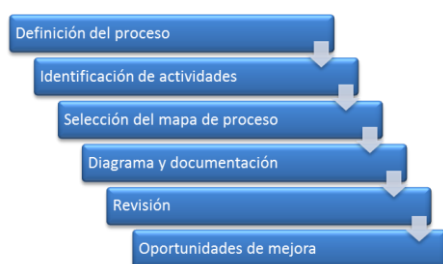 Definición del proceso
Identificación de actividades
Selección del mapa de proceso
Diagrama y documentación
Revisión
Oportunidades de mejora